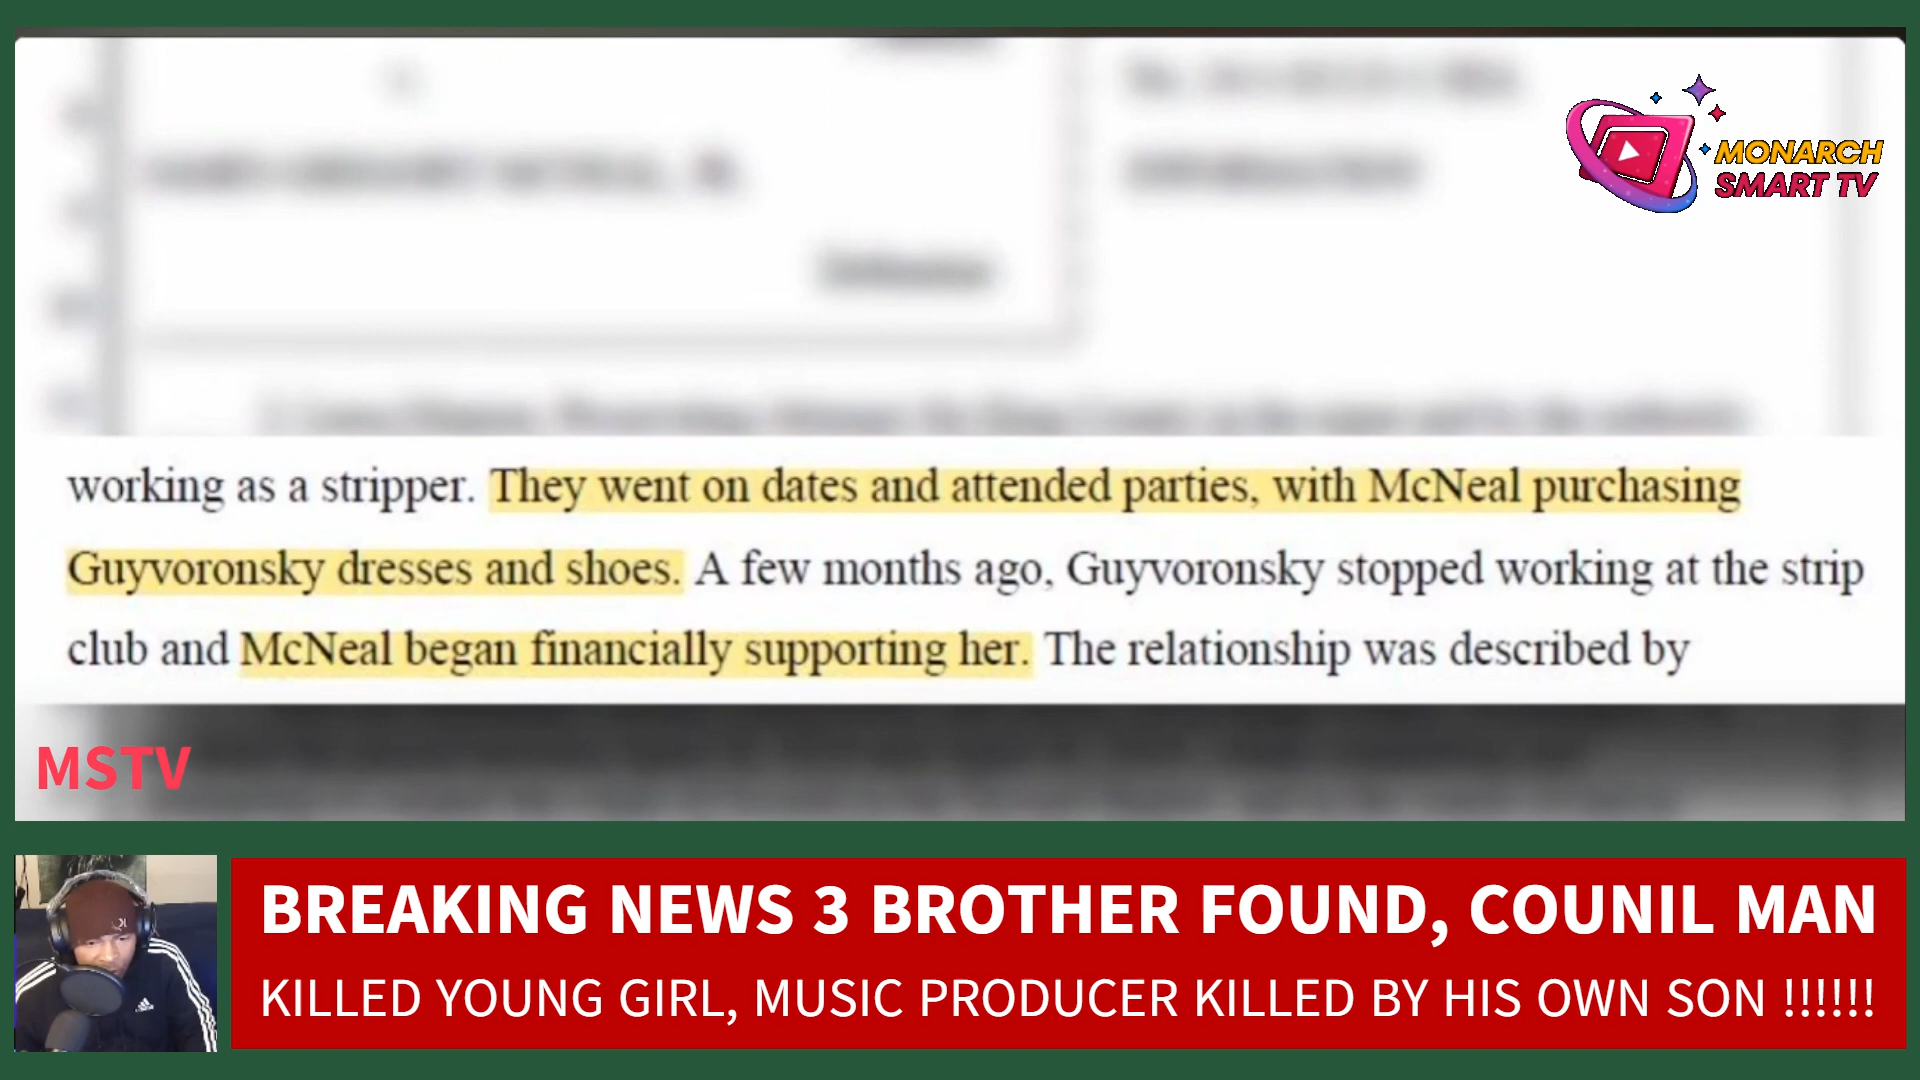 MONARCH
SMART TV
working as a stripper. They went on dates and attended parties, with McNeal purchasing
Guyvoronsky dresses and shoes. A few months ago, Guyvoronsky stopped working at the strip
club and McNeal began financially supporting her. The relationship was described by
MSTV
BREAKING NEWS 3 BROTHER FOUND, COUNIL MAN
KILLED YOUNG GIRL, MUSIC PRODUCER KILLED BY HIS OWN SON !!!!!!